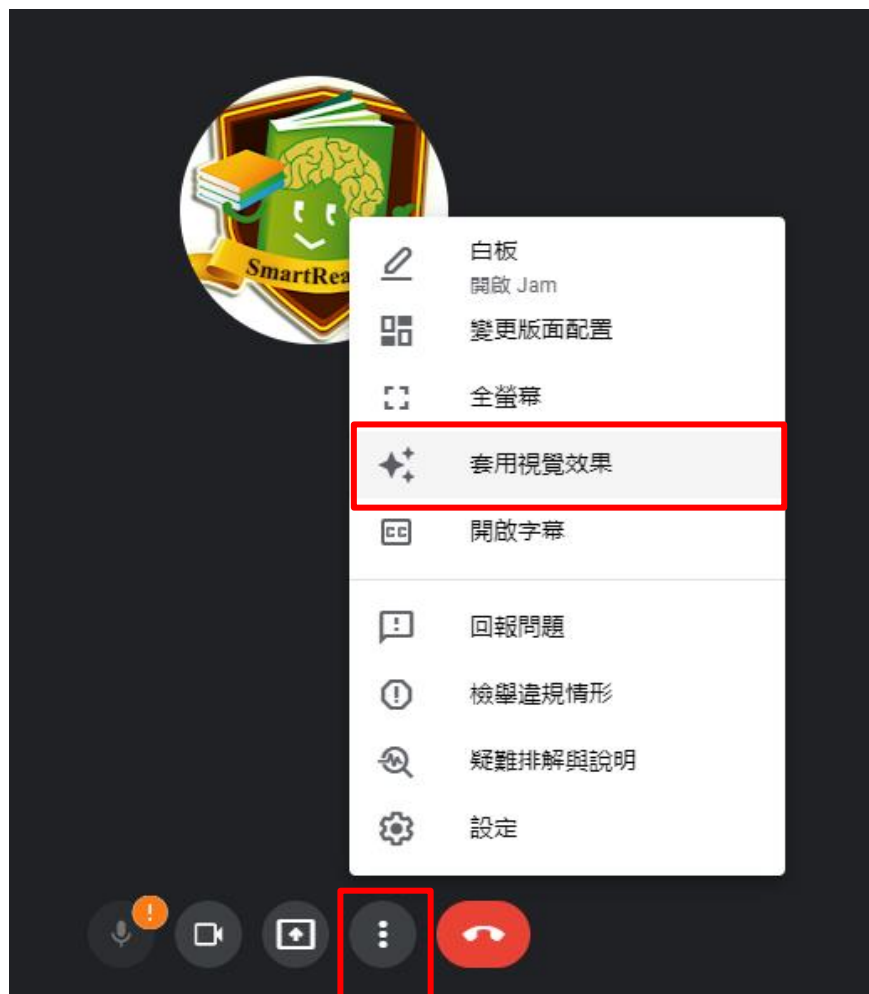 SmartRea
白板
開啟 Jam
變更版面配置
全螢幕
套用視覺效果
開啟字幕
回報問題
檢舉違規情形
疑難排解與說明
設定